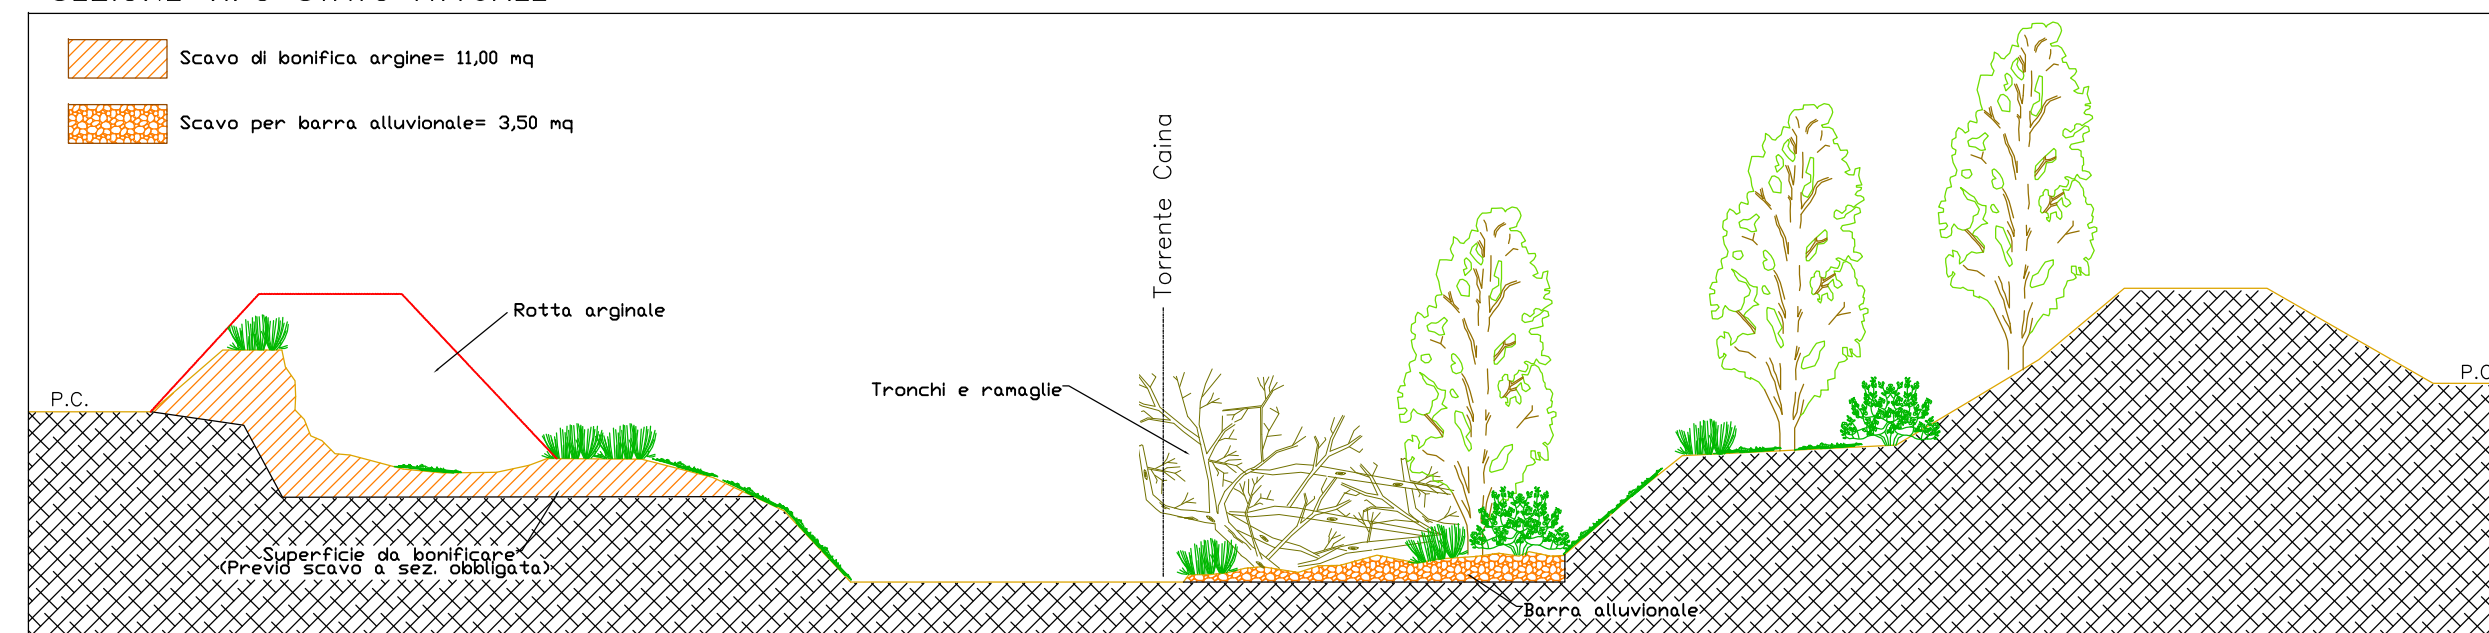 Scavo di bonifica argine= 11,00 mq
Scavo per barra alluvionale= 3,50 mq
Torrente Caina
Rotta arginale
Tronchi e ramaglie
P.C.
P.C
Superficie da bonificare
(Previo scavo a sez. obbligata)
Barra alluvionale